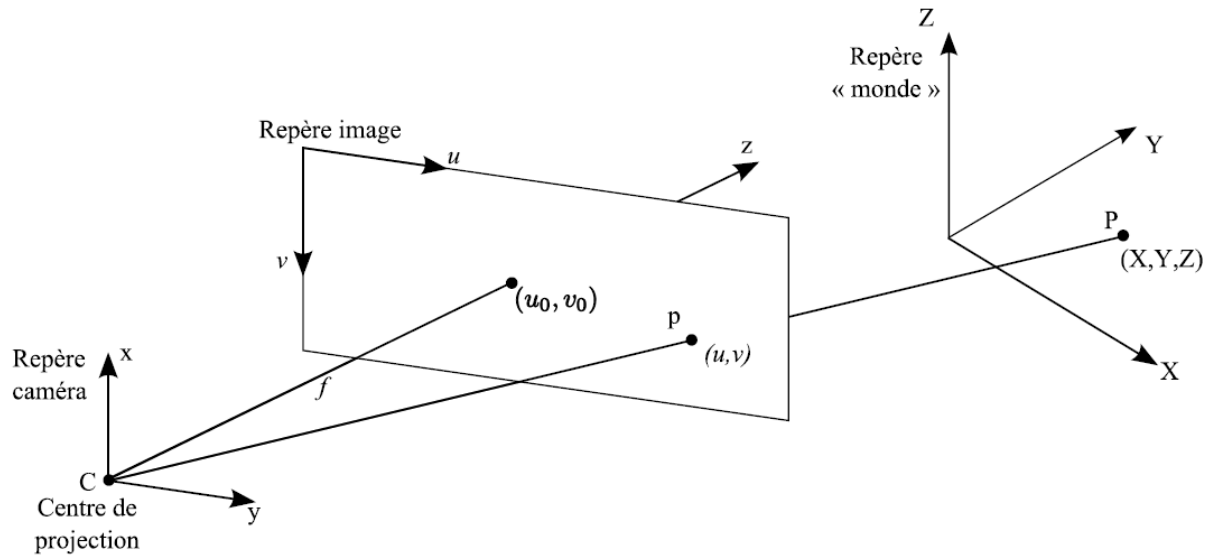 Z
Repère
« monde »
Repère image
u
z
Y
v
P
(X,Y,Z)
(u₀, v₀)
p
(u,v)
Repère
caméra
x
f
X
C
y
Centre de
projection